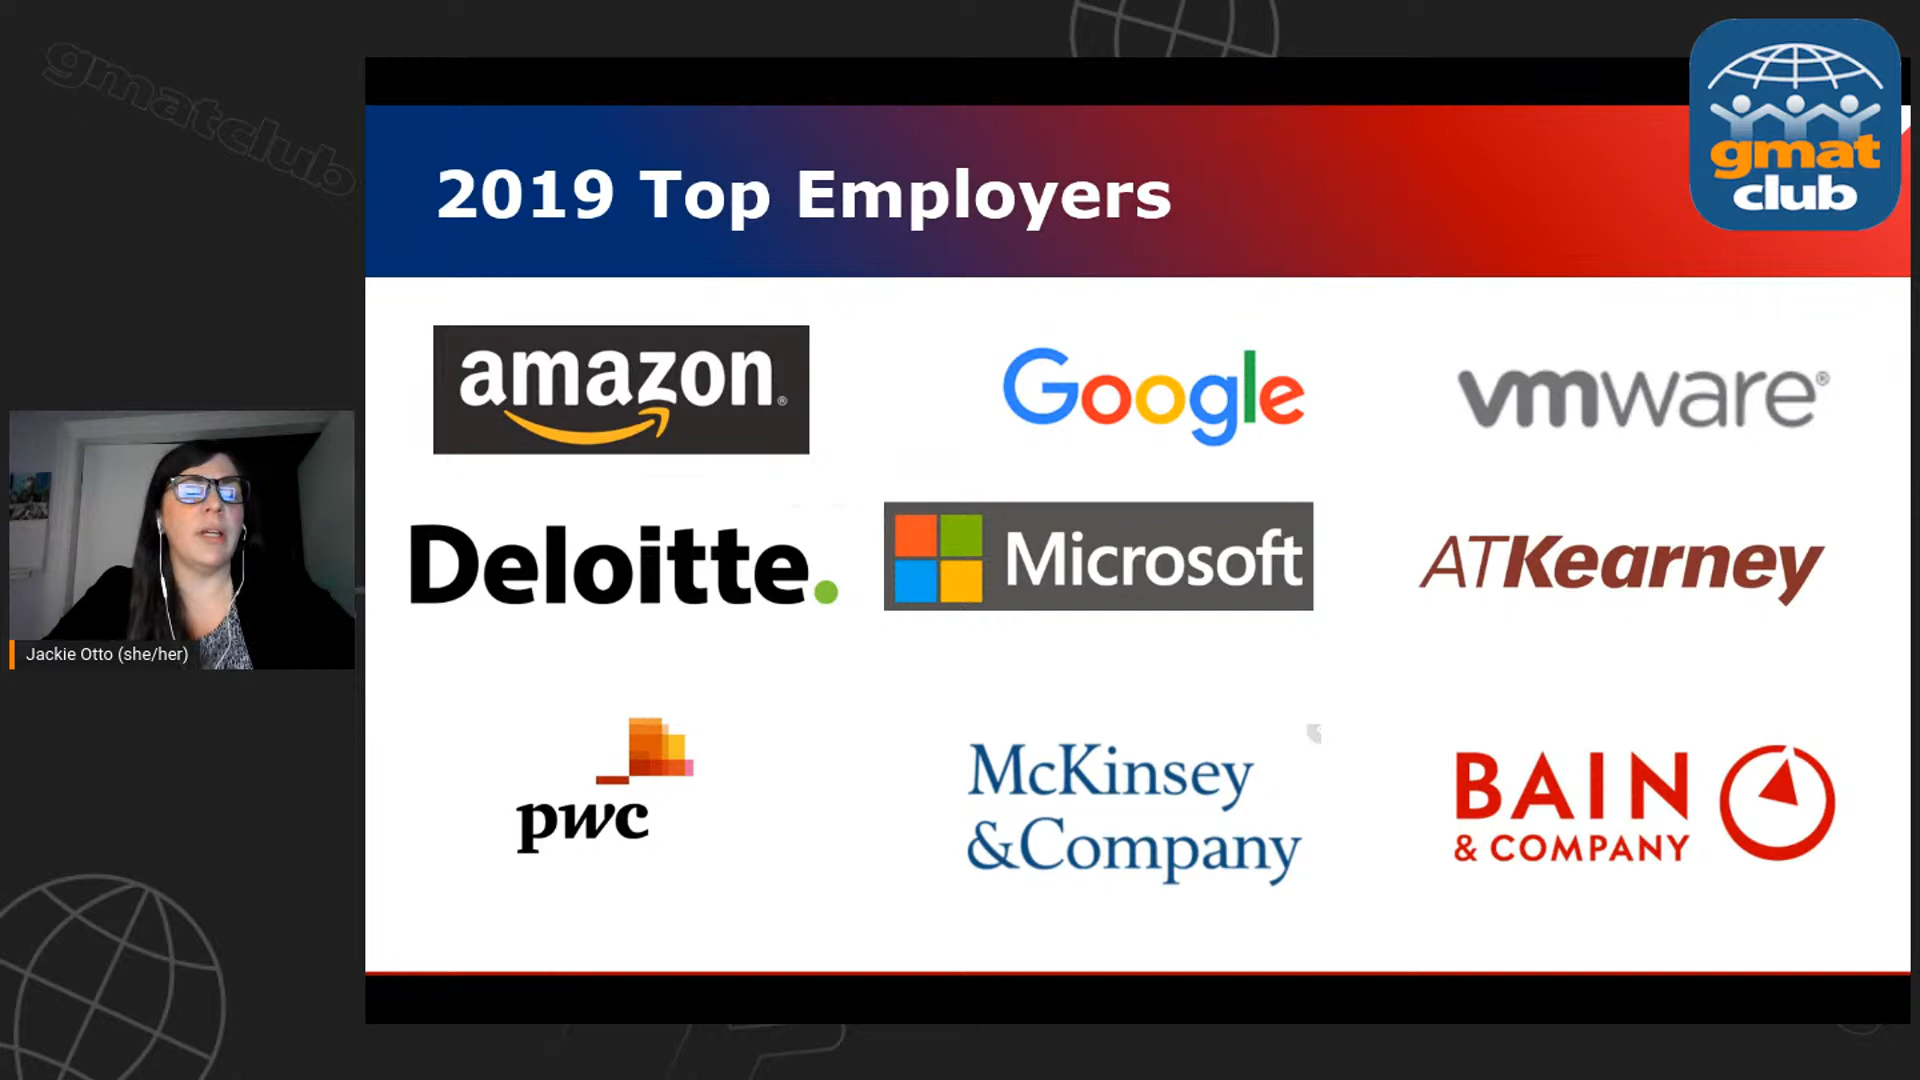 gmatclub
gmat
club
2019 Top Employers
amazon®
Google
vmware®
Deloitte.
Microsoft
ATKearney
Jackie Otto (she/her)
pwc
McKinsey
&Company
BAIN
& COMPANY